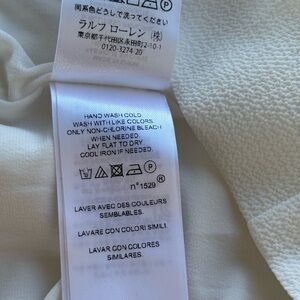 同系色どうしで洗ってください
ラルフ ローレン (株)
東京都千代田区永田町2-10-1
0120-3274-20
HAND WASH COLD
WASH WITH LIKE COLORS.
ONLY NON-CHLORINE BLEACH
WHEN NEEDED.
LAY FLAT TO DRY
COOL IRON IF NEEDED.
P
n°1529®
LAVER AVEC DES COULEURS
SEMBLABLES.
LAVARE CON COLORI SIMILI.
LAVAR CON COLORES
SIMILARES.